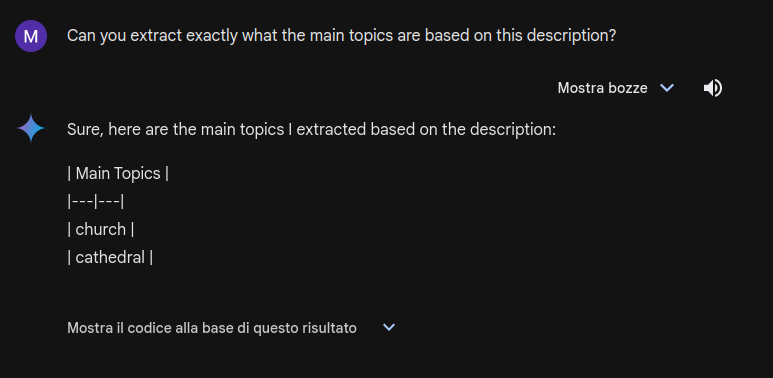 M
Can you extract exactly what the main topics are based on this description?
Mostra bozze
Sure, here are the main topics I extracted based on the description:
| Main Topics |
|---|---|
| church |
| cathedral |
Mostra il codice alla base di questo risultato